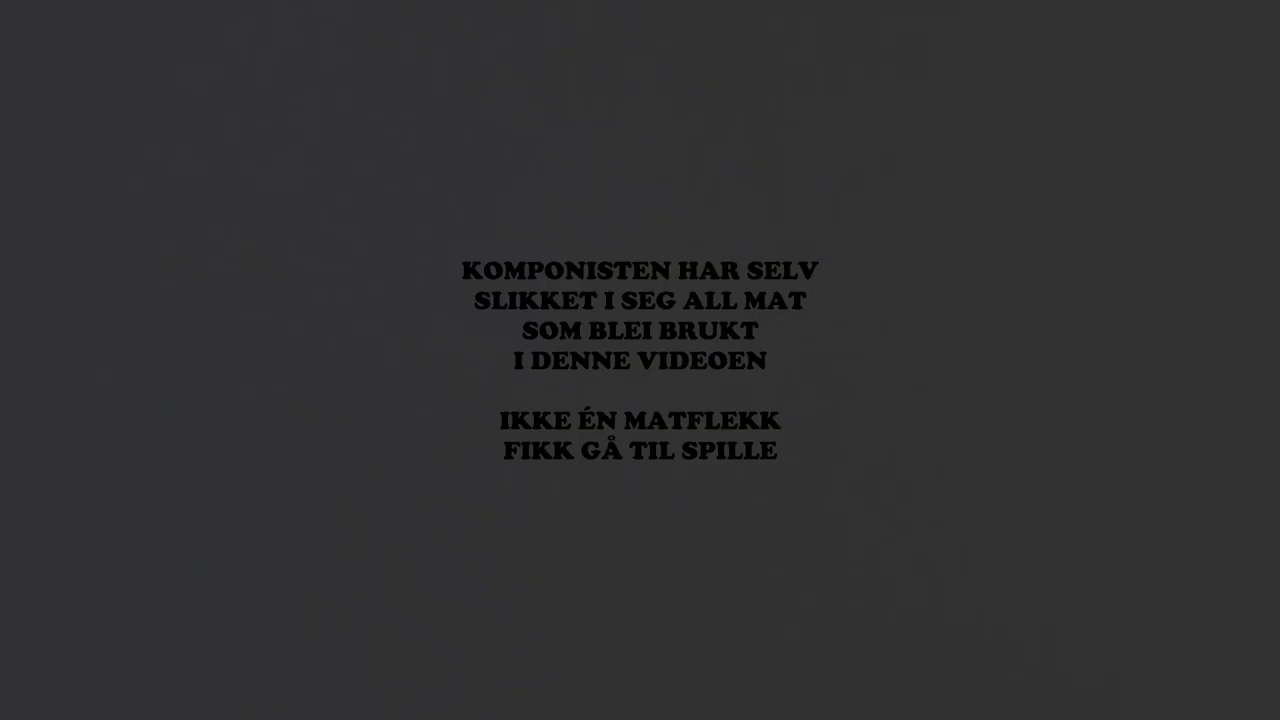 KOMPONISTEN HAR SELV
SLIKKET I SEG ALL MAT
SOM BLEI BRUKT
I DENNE VIDEOEN
IKKE ÉN MATFLEKK
FIKK GÅ TIL SPILLE